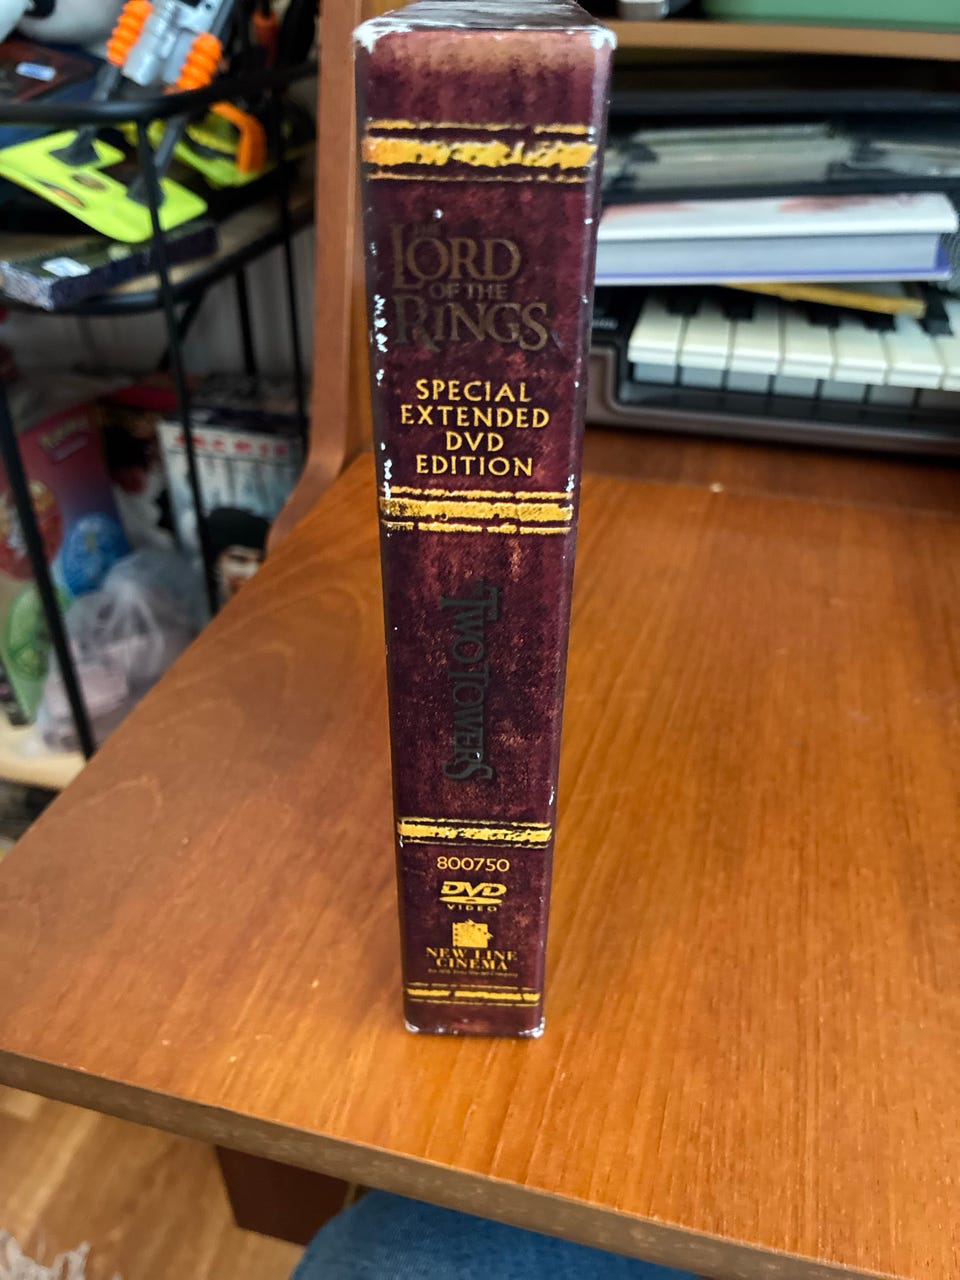 THE
LORD
OF THE
RINGS
SPECIAL
EXTENDED
DVD
EDITION
TWO TOWERS
800750
DVD
VIDEO
NEW LINE
CINEMA